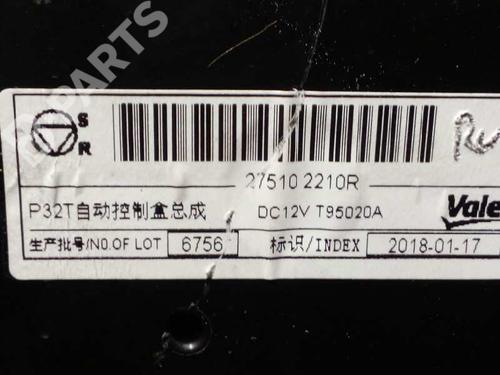 B-PARTS
S
R
27510 2210R
P32T自动控制盒总成 DC12V T95020A Vale
生产批号/NO.OF LOT 6756 标识/INDEX 2018-01-17